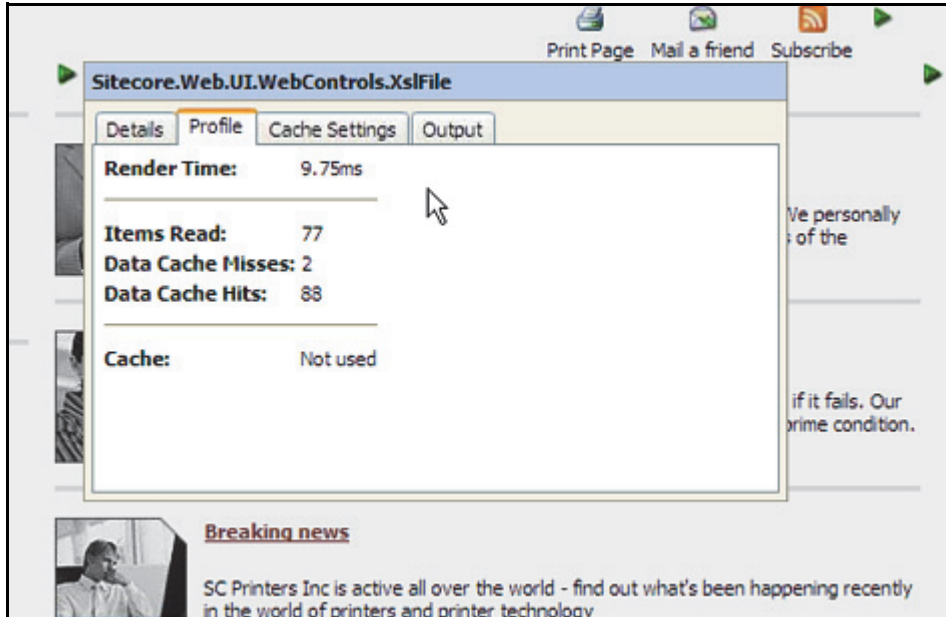 Print Page Mail a friend Subscribe
Sitecore.Web.UI.WebControls.XslFile
Details Profile Cache Settings Output
Render Time: 9.75ms
Items Read: 77
Data Cache Misses: 2
Data Cache Hits: 88
Cache: Not used
We personally
s of the
if it fails. Our
prime condition.
Breaking news
SC Printers Inc is active all over the world - find out what's been happening recently
in the world of printers and printer technology